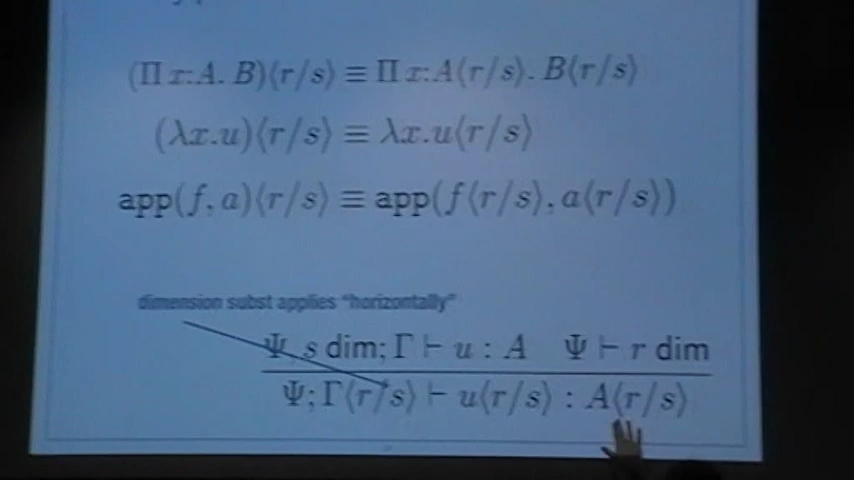 (Π x:A. B)⟨r/s⟩ ≡ Π x:A⟨r/s⟩. B⟨r/s⟩
(λx.u)⟨r/s⟩ ≡ λx.u⟨r/s⟩
app(f, a)⟨r/s⟩ ≡ app(f⟨r/s⟩, a⟨r/s⟩)
dimension subst applies "horizontally"
Ψ, s dim; Γ ⊢ u : A Ψ ⊢ r dim
Ψ; Γ⟨r/s⟩ ⊢ u⟨r/s⟩ : A⟨r/s⟩